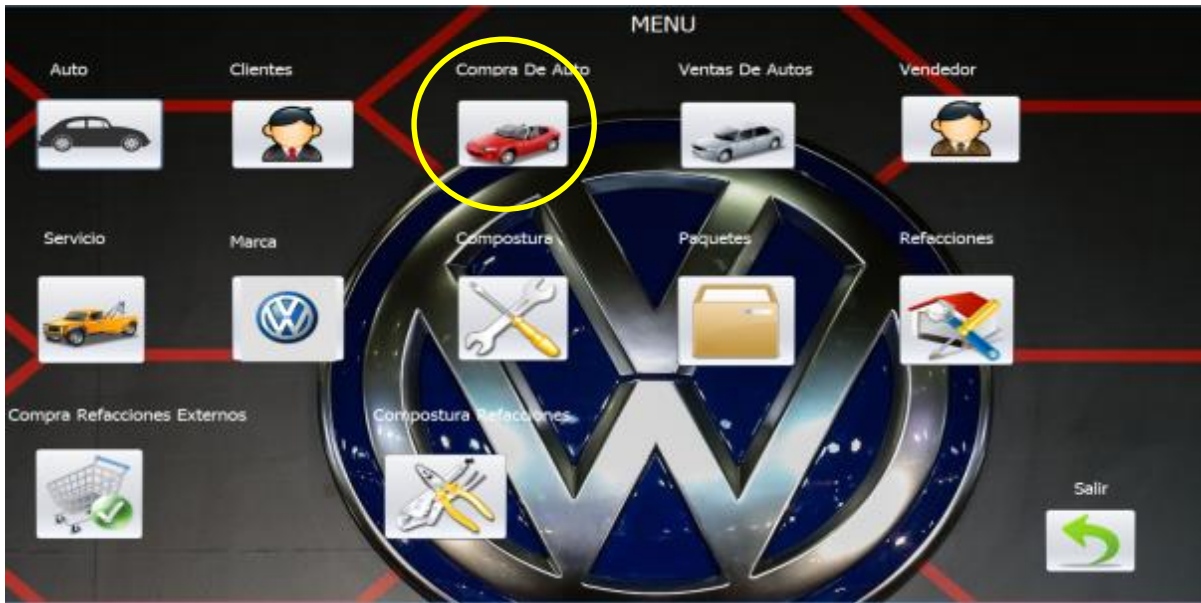 MENU
Auto Clientes Compra De Auto Ventas De Autos Vendedor
Servicio Marca Compostura Paquetes Refacciones
Compra Refacciones Externos Compostura Refacciones
Salir